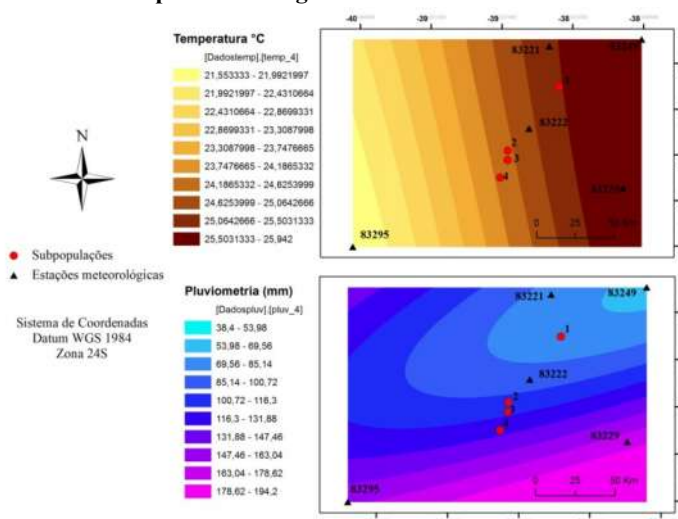 Temperatura °C
[Dadostemp].[temp_4]
21,553333 - 21,9921997
21,9921997 - 22,4310664
22,4310664 - 22,8699331
22,8699331 - 23,3087998
23,3087998 - 23,7476665
23,7476665 - 24,1865332
24,1865332 - 24,6253999
24,6253999 - 25,0642666
25,0642666 - 25,5031333
25,5031333 - 25,942
-40
-39
-39
-38
83221
83222
2
3
4
0 25
83295
N
Subpopulações
Estações meteorológicas
Sistema de Coordenadas
Datum WGS 1984
Zona 24S
Pluviometria (mm)
[Dadospluv].[pluv_4]
38,4 - 53,98
53,98 - 69,56
69,56 - 85,14
85,14 - 100,72
100,72 - 116,3
116,3 - 131,88
131,88 - 147,46
147,46 - 163,04
163,04 - 178,62
178,62 - 194,2
83221
83249
1
83222
2
3
83229
0 25 50 Km
83295